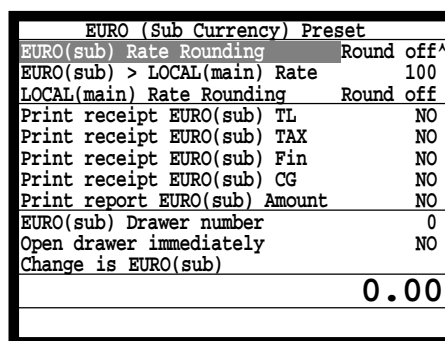 EURO (Sub Currency) Preset
EURO(sub) Rate Rounding Round off^
EURO(sub) > LOCAL(main) Rate 100
LOCAL(main) Rate Rounding Round off
Print receipt EURO(sub) TL NO
Print receipt EURO(sub) TAX NO
Print receipt EURO(sub) Fin NO
Print receipt EURO(sub) CG NO
Print report EURO(sub) Amount NO
EURO(sub) Drawer number 0
Open drawer immediately NO
Change is EURO(sub)
0.00